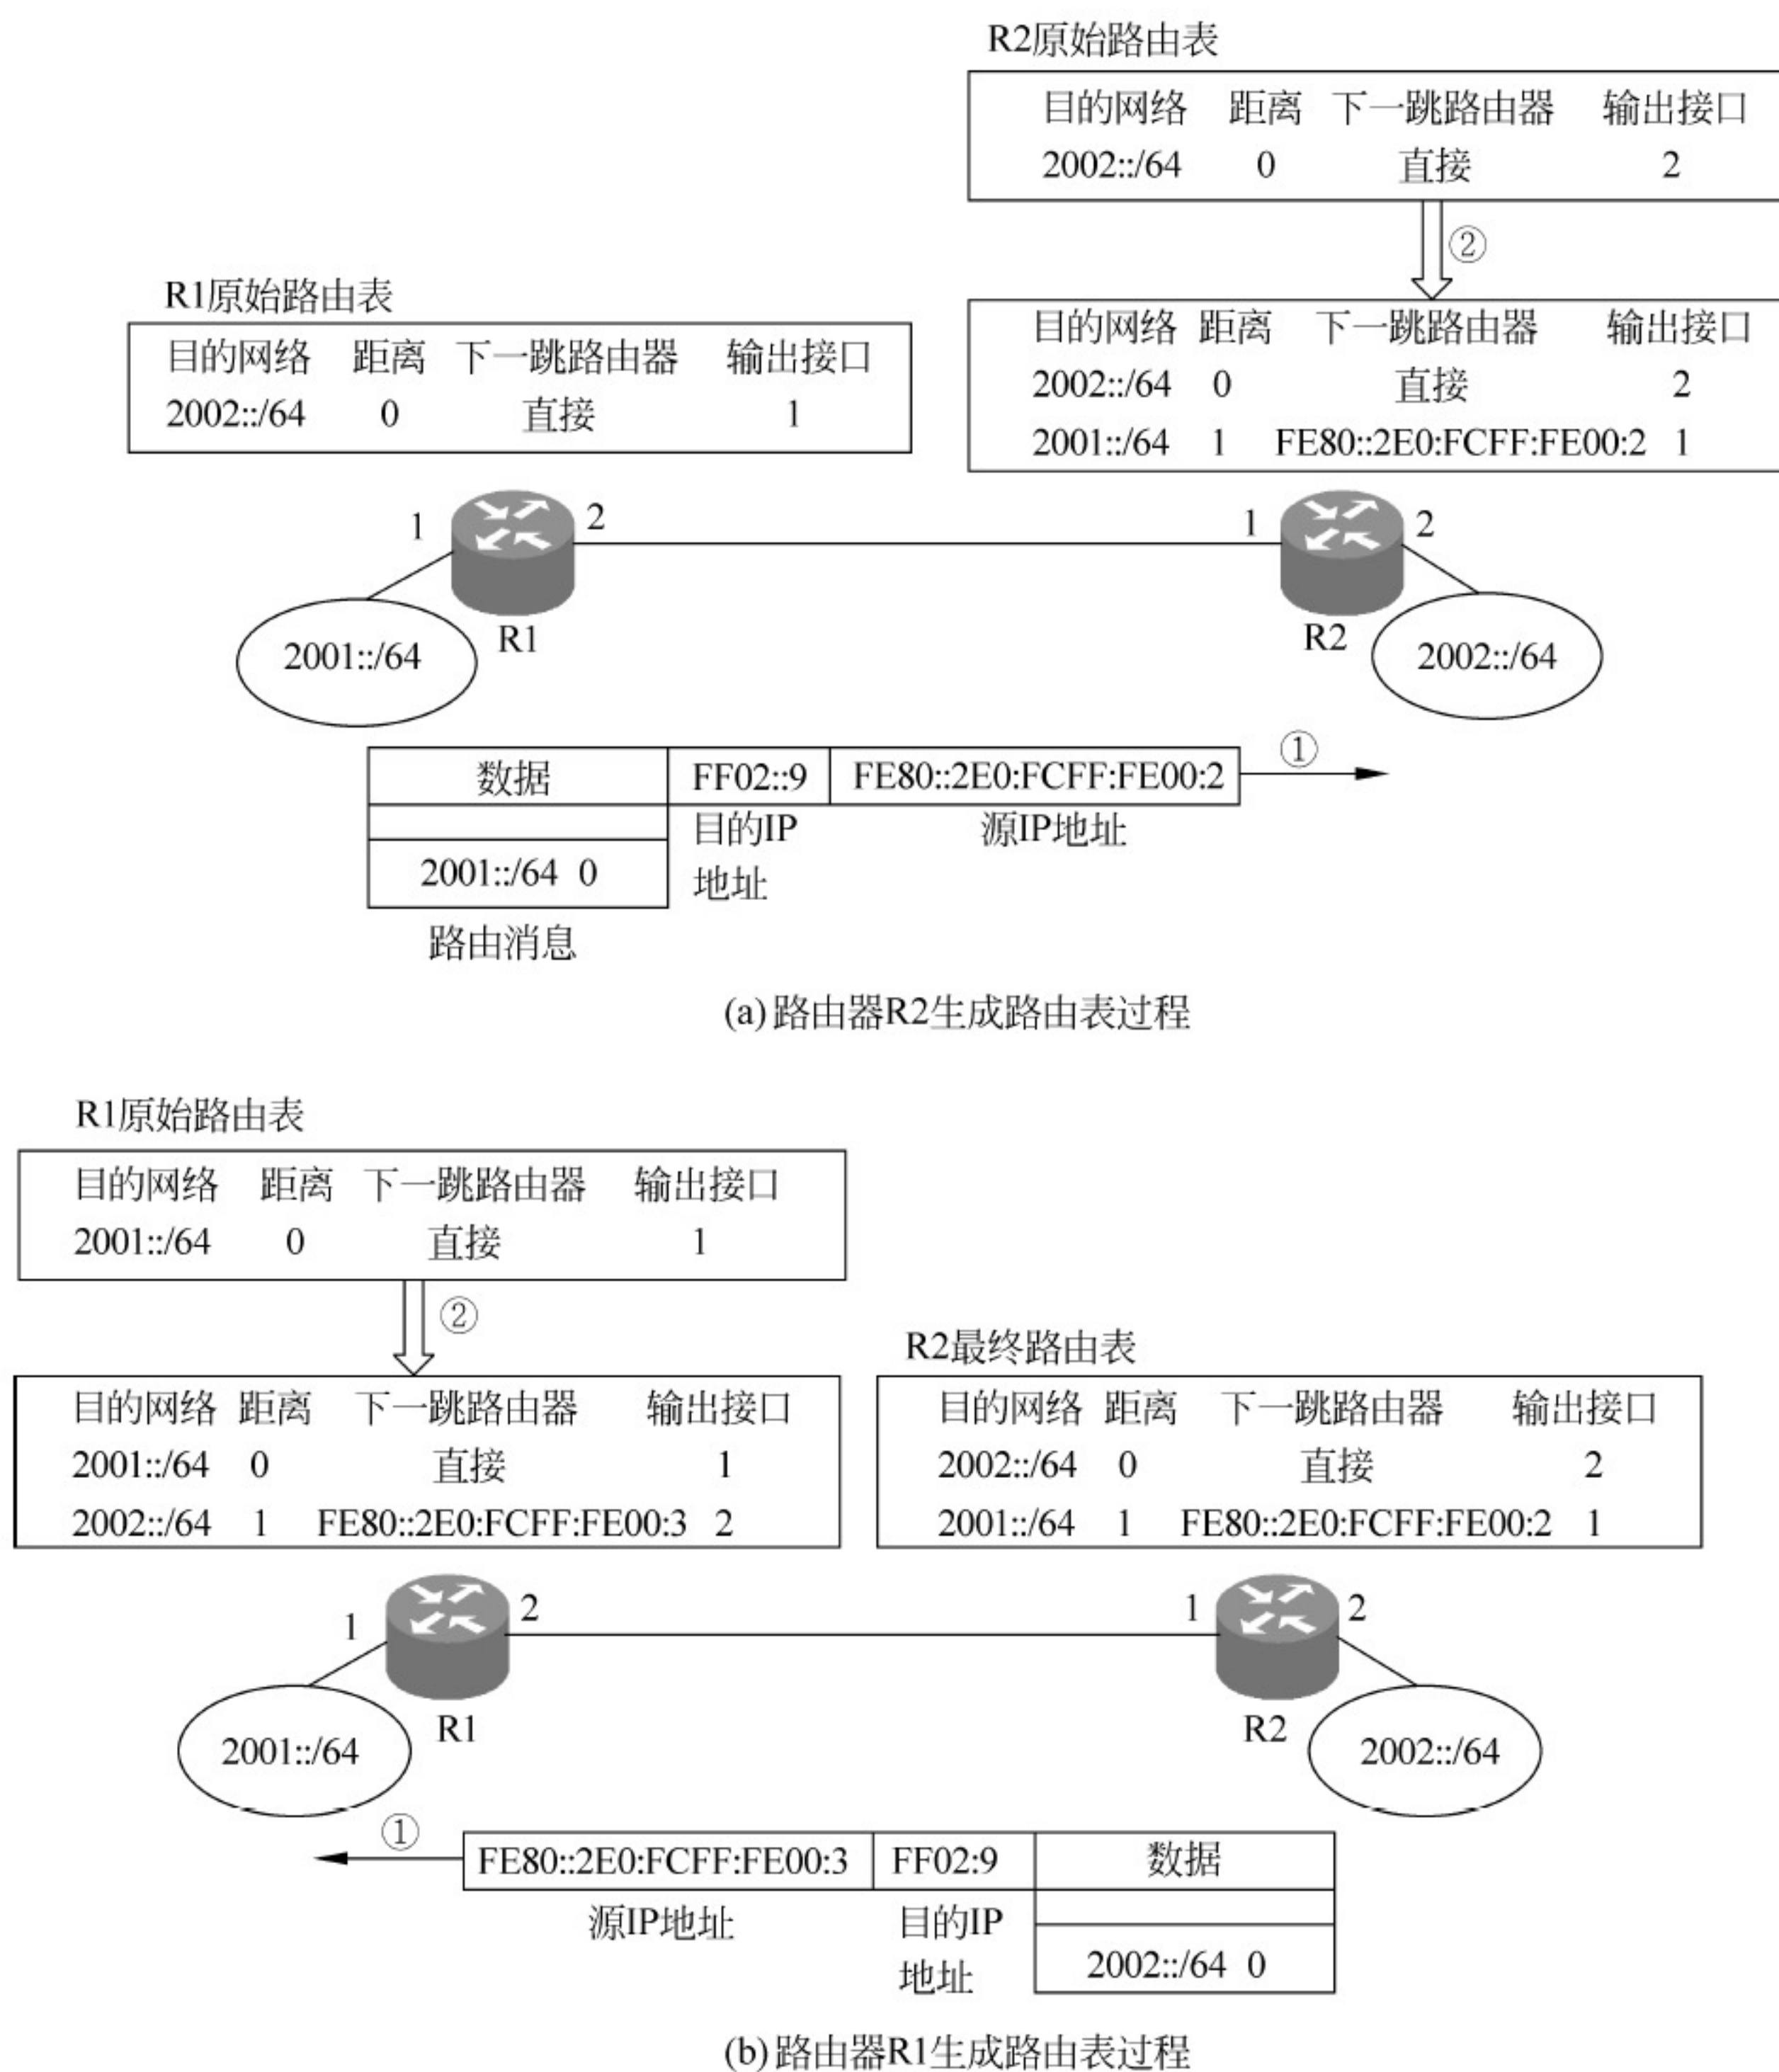 R2原始路由表
目的网络 距离 下一跳路由器 输出接口
2002::/64 0 直接 2
②
R1原始路由表
目的网络 距离 下一跳路由器 输出接口
2002::/64 0 直接 1
目的网络 距离 下一跳路由器 输出接口
2002::/64 0 直接 2
2001::/64 1 FE80::2E0:FCFF:FE00:2 1
1 2 1 2
R1 R2
2001::/64 2002::/64
数据 FF02::9 FE80::2E0:FCFF:FE00:2 ①
目的IP 源IP地址
地址
2001::/64 0
路由消息
(a) 路由器R2生成路由表过程
R1原始路由表
目的网络 距离 下一跳路由器 输出接口
2001::/64 0 直接 1
②
目的网络 距离 下一跳路由器 输出接口
2001::/64 0 直接 1
2002::/64 1 FE80::2E0:FCFF:FE00:3 2
R2最终路由表
目的网络 距离 下一跳路由器 输出接口
2002::/64 0 直接 2
2001::/64 1 FE80::2E0:FCFF:FE00:2 1
1 2 1 2
R1 R2
2001::/64 2002::/64
① FE80::2E0:FCFF:FE00:3 FF02:9 数据
源IP地址 目的IP
地址
2002::/64 0
(b) 路由器R1生成路由表过程